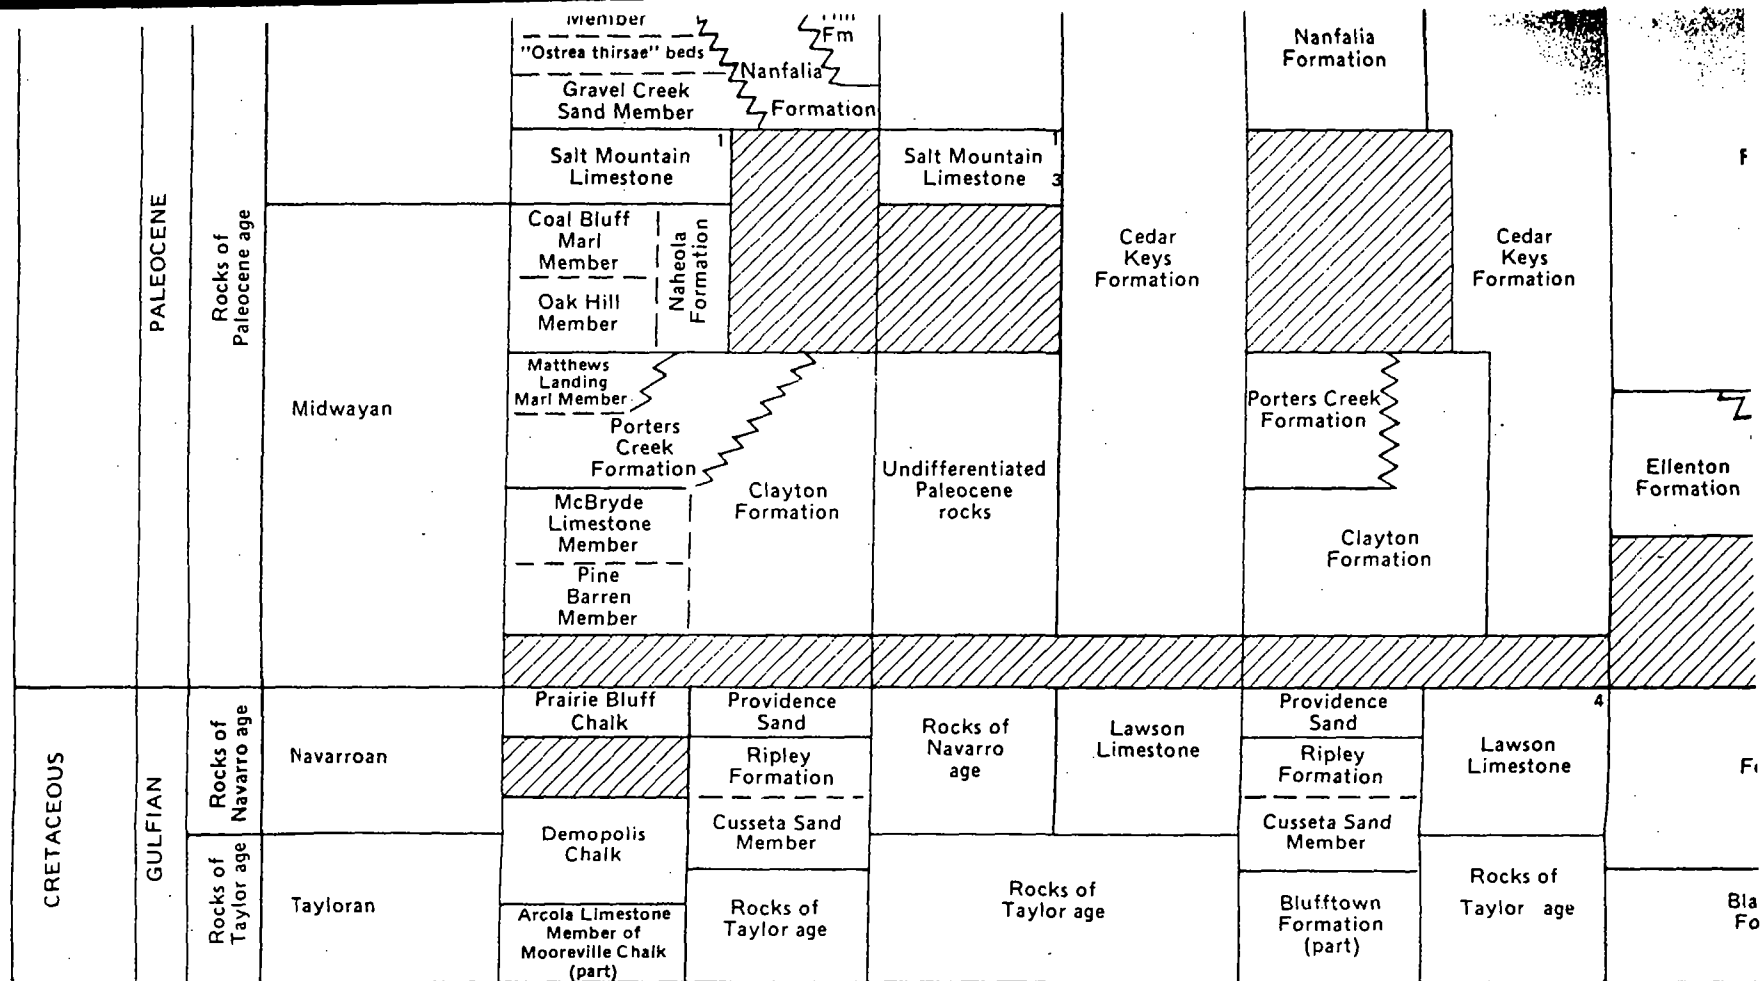 Member
Fm
"Ostrea thirsae" beds
Nanfalia
Formation
Gravel Creek
Sand Member
Nanfalia
Formation
1
Salt Mountain
Limestone
1
Salt Mountain
Limestone 3
PALEOCENE
Rocks of
Paleocene age
Coal Bluff
Marl
Member
Oak Hill
Member
Naheola
Formation
Cedar
Keys
Formation
Cedar
Keys
Formation
F
Midwayan
Matthews
Landing
Marl Member
Porters
Creek
Formation
McBryde
Limestone
Member
Pine
Barren
Member
Clayton
Formation
Undifferentiated
Paleocene
rocks
Porters Creek
Formation
Clayton
Formation
Ellenton
Formation
CRETACEOUS
GULFIAN
Rocks of
Navarro age
Navarroan
Prairie Bluff
Chalk
Providence
Sand
Ripley
Formation
Cusseta Sand
Member
Rocks of
Navarro
age
Lawson
Limestone
Providence
Sand
Ripley
Formation
Cusseta Sand
Member
4
Lawson
Limestone
Demopolis
Chalk
Rocks of
Taylor age
Tayloran
Arcola Limestone
Member of
Mooreville Chalk
(part)
Rocks of
Taylor age
Rocks of
Taylor age
Blufftown
Formation
(part)
Rocks of
Taylor age
Bla
Fo